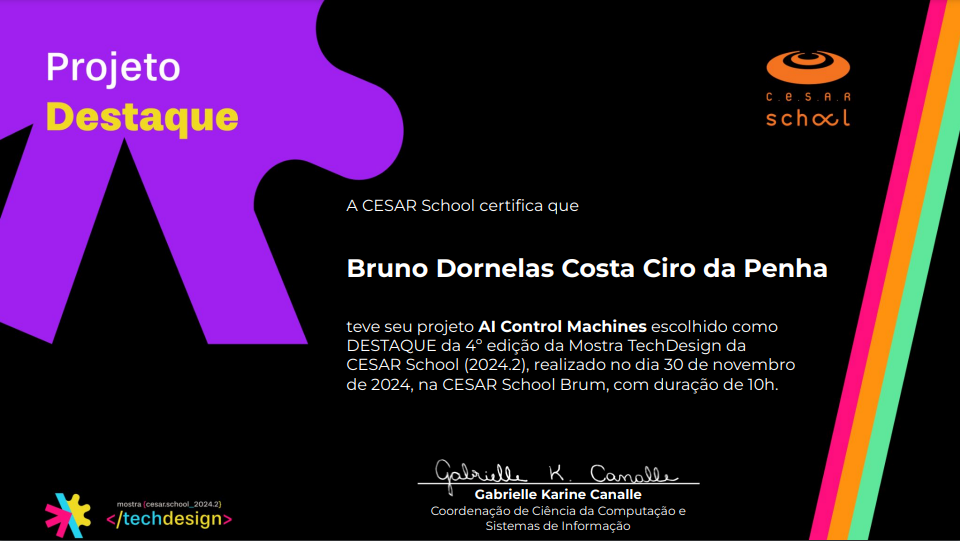 Projeto
Destaque
C.E.S.A.R
school
A CESAR School certifica que
Bruno Dornelas Costa Ciro da Penha
teve seu projeto AI Control Machines escolhido como
DESTAQUE da 4º edição da Mostra TechDesign da
CESAR School (2024.2), realizado no dia 30 de novembro
de 2024, na CESAR School Brum, com duração de 10h.
Gabrielle K. Canalle
Gabrielle Karine Canalle
Coordenação de Ciência da Computação e
Sistemas de Informação
mostra {cesar.school_2024.2}
</techdesign>